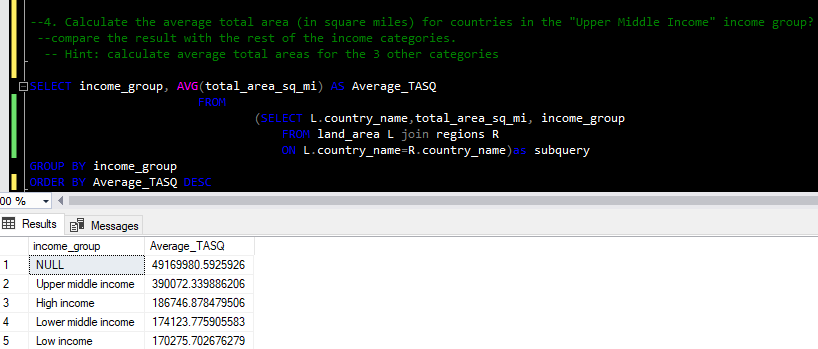 --4. Calculate the average total area (in square miles) for countries in the "Upper Middle Income" income group?
--compare the result with the rest of the income categories.
-- Hint: calculate average total areas for the 3 other categories
SELECT income_group, AVG(total_area_sq_mi) AS Average_TASQ
FROM
(SELECT L.country_name,total_area_sq_mi, income_group
FROM land_area L join regions R
ON L.country_name=R.country_name)as subquery
GROUP BY income_group
ORDER BY Average_TASQ DESC
00 %
Results Messages
income_group Average_TASQ
1 NULL 49169980.5925926
2 Upper middle income 390072.339886206
3 High income 186746.878479506
4 Lower middle income 174123.775905583
5 Low income 170275.702676279